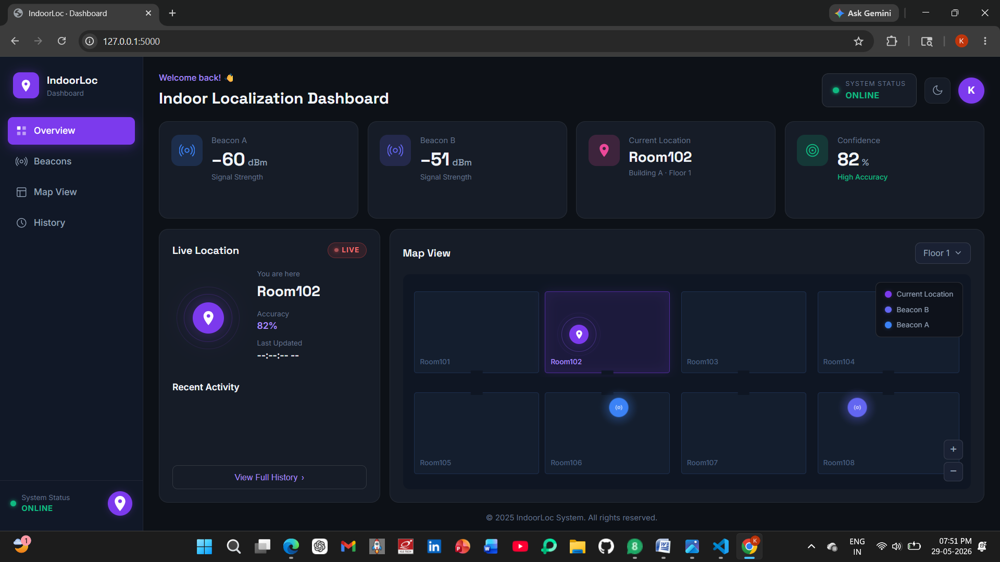 IndoorLoc · Dashboard
Ask Gemini
127.0.0.1:5000
K
IndoorLoc
Dashboard
Overview
Beacons
Map View
History
System Status
ONLINE
Welcome back! 👋
Indoor Localization Dashboard
SYSTEM STATUS
ONLINE
K
Beacon A
−60 dBm
Signal Strength
Beacon B
−51 dBm
Signal Strength
Current Location
Room102
Building A · Floor 1
Confidence
82 %
High Accuracy
Live Location
LIVE
You are here
Room102
Accuracy
82%
Last Updated
--:--:-- --
Recent Activity
View Full History ›
Map View
Floor 1
Current Location
Beacon B
Beacon A
Room101
Room102
Room103
Room104
Room105
Room106
Room107
Room108
+
−
© 2025 IndoorLoc System. All rights reserved.
1
P
W
in
8
K
ENG
IN
07:51 PM
29-05-2026